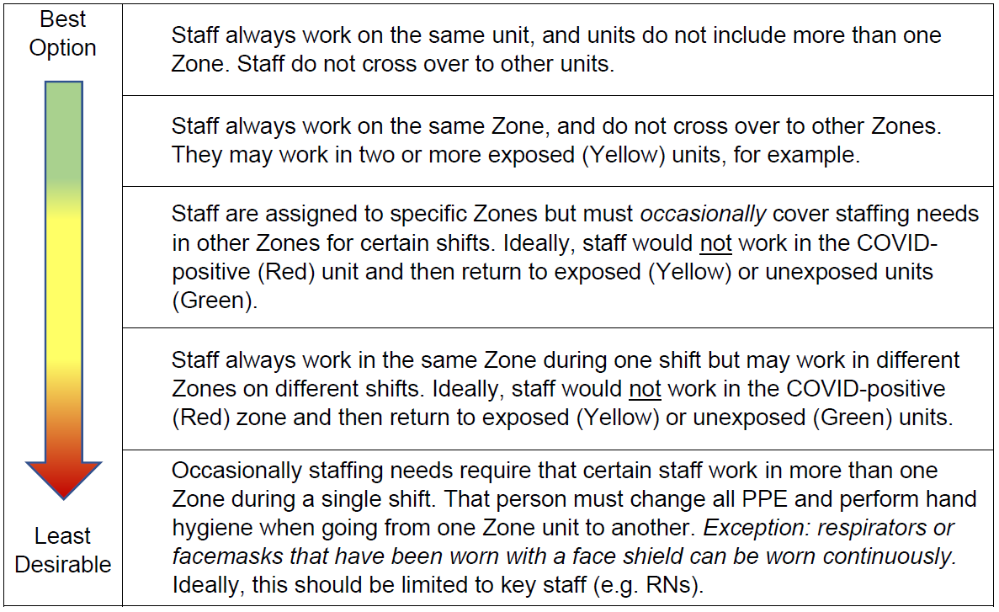 Best
Option
Staff always work on the same unit, and units do not include more than one
Zone. Staff do not cross over to other units.
Staff always work on the same Zone, and do not cross over to other Zones.
They may work in two or more exposed (Yellow) units, for example.
Staff are assigned to specific Zones but must occasionally cover staffing needs
in other Zones for certain shifts. Ideally, staff would not work in the COVID-
positive (Red) unit and then return to exposed (Yellow) or unexposed units
(Green).
Staff always work in the same Zone during one shift but may work in different
Zones on different shifts. Ideally, staff would not work in the COVID-positive
(Red) zone and then return to exposed (Yellow) or unexposed (Green) units.
Occasionally staffing needs require that certain staff work in more than one
Zone during a single shift. That person must change all PPE and perform hand
hygiene when going from one Zone unit to another. Exception: respirators or
facemasks that have been worn with a face shield can be worn continuously.
Ideally, this should be limited to key staff (e.g. RNs).
Least
Desirable